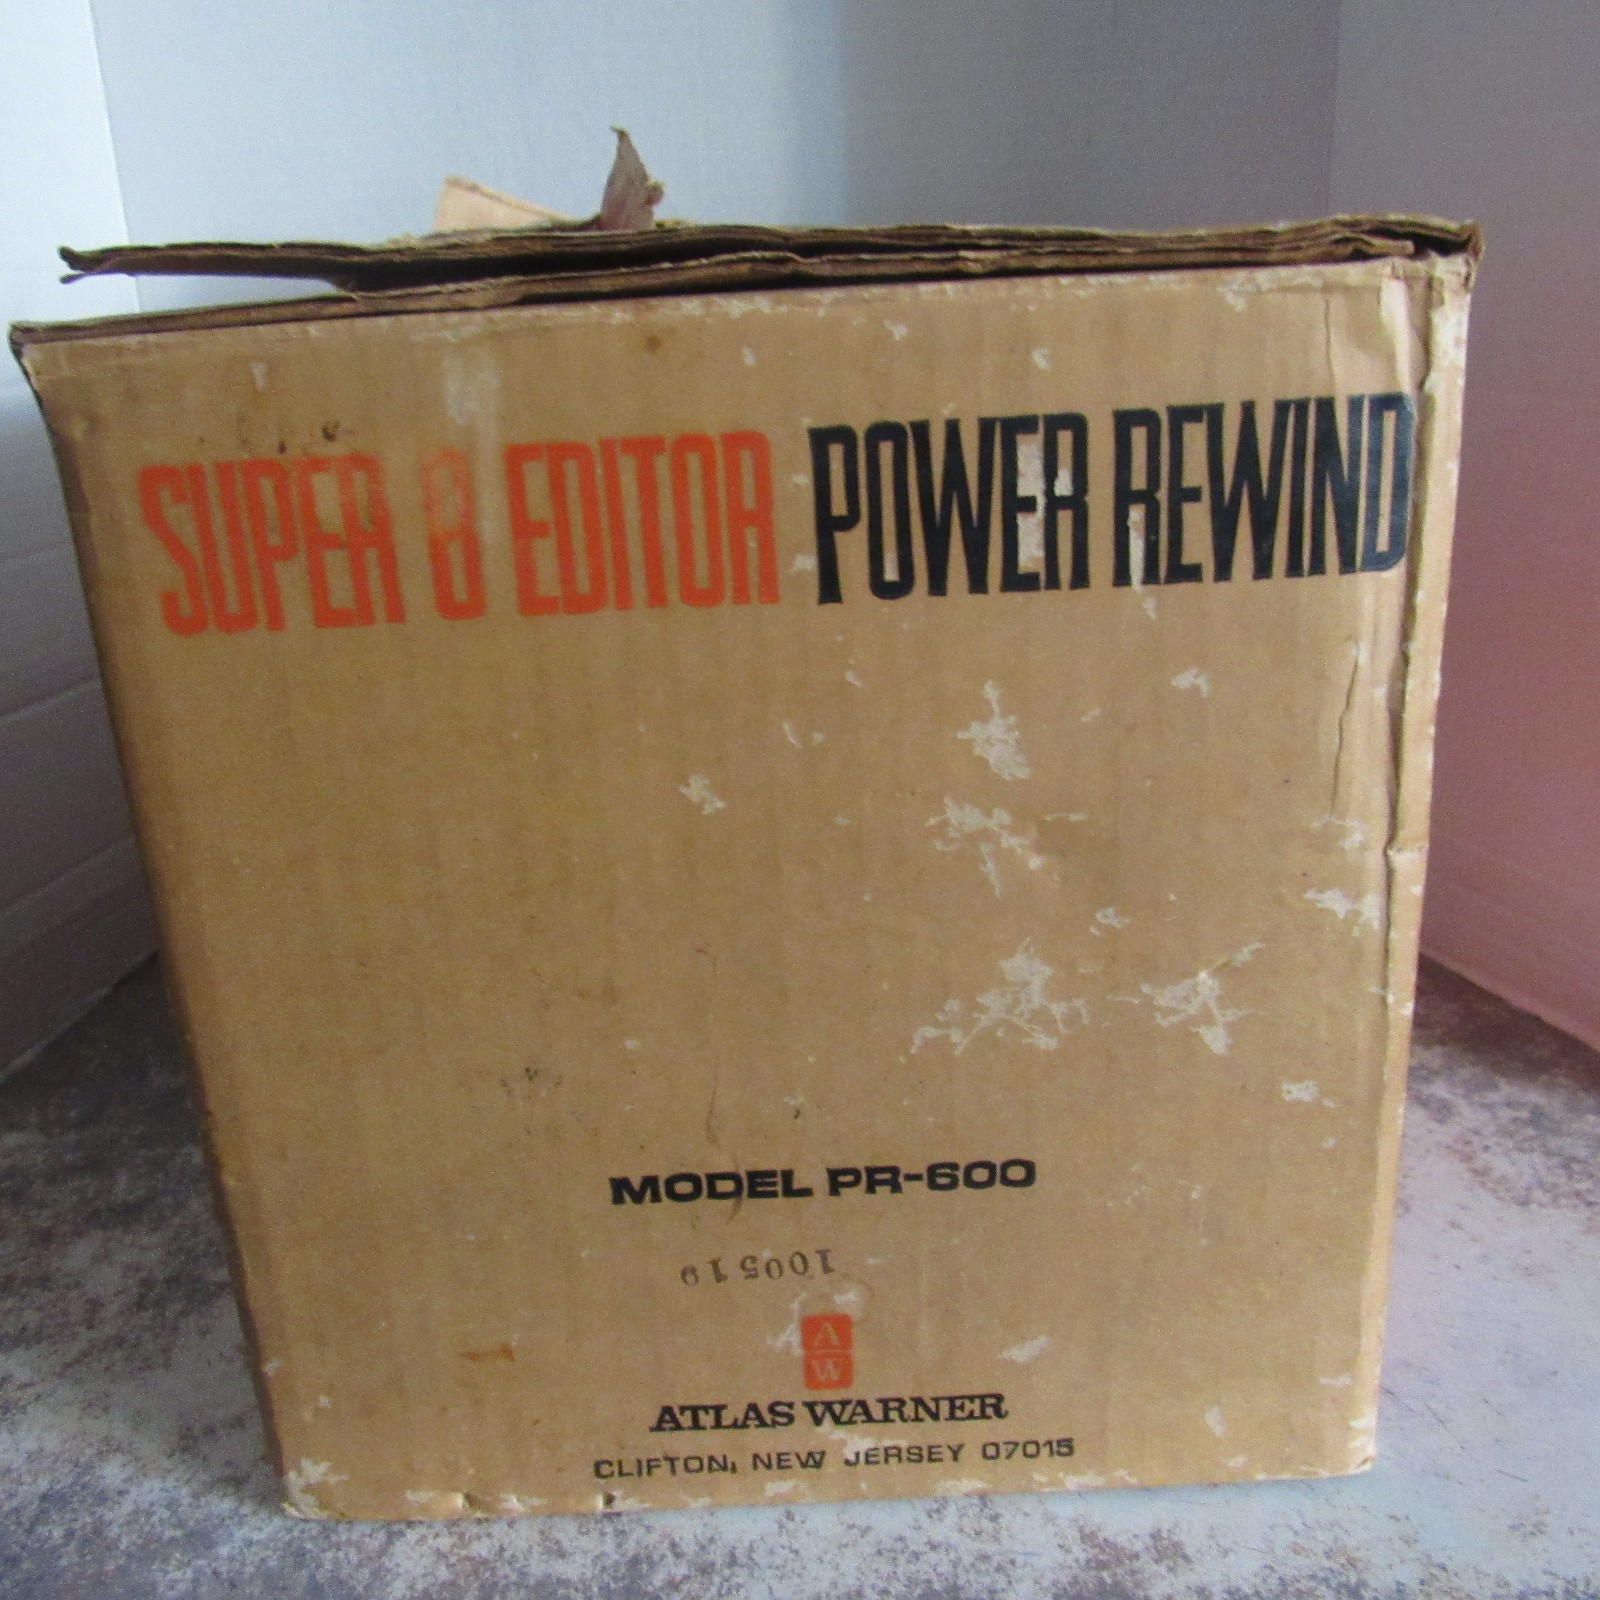 SUPER 8 EDITOR POWER REWIND
MODEL PR-600
100519
A
W
ATLAS WARNER
CLIFTON, NEW JERSEY 07015